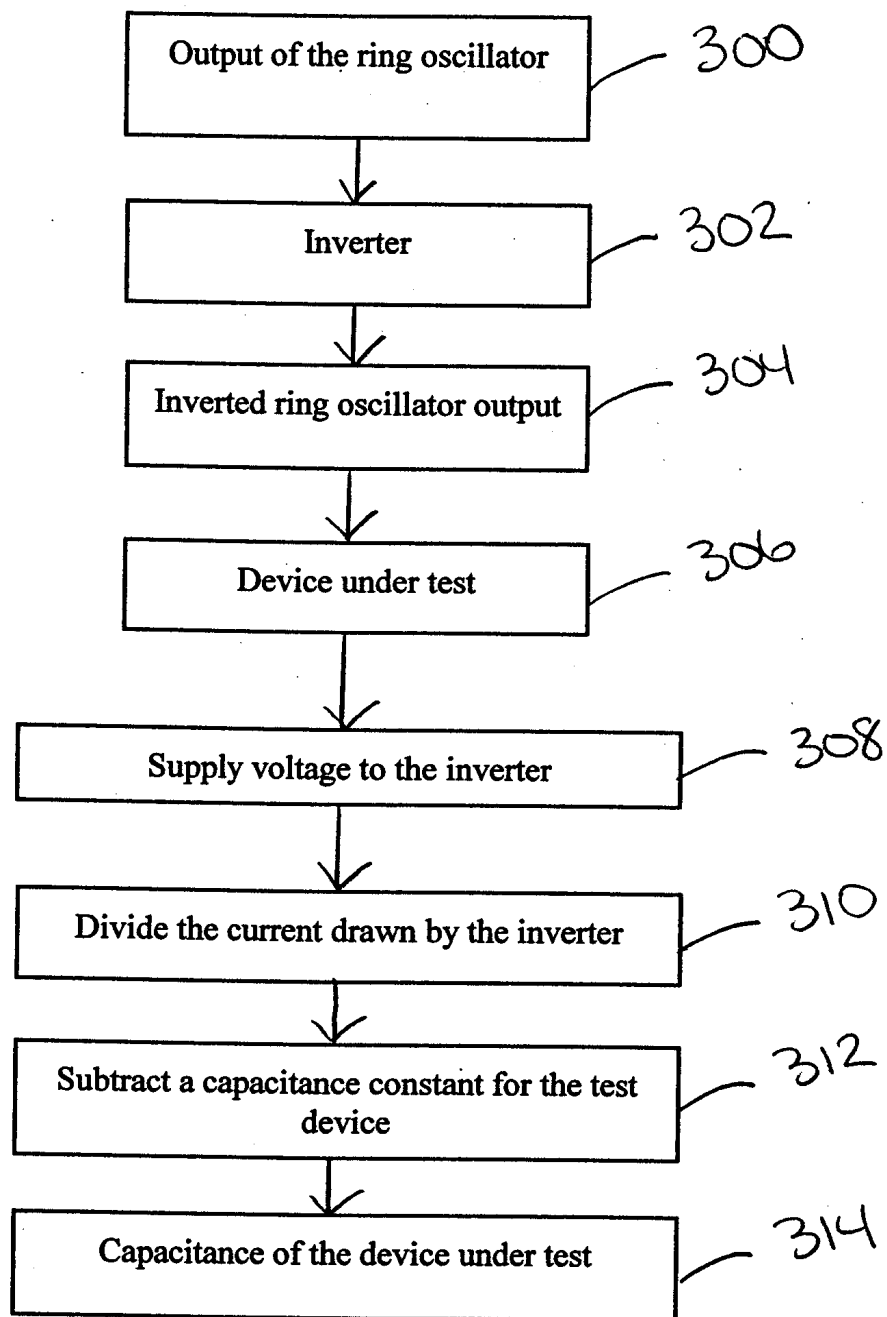 Output of the ring oscillator
300
Inverter
302
Inverted ring oscillator output
304
Device under test
306
Supply voltage to the inverter
308
Divide the current drawn by the inverter
310
Subtract a capacitance constant for the test
device
312
Capacitance of the device under test
314